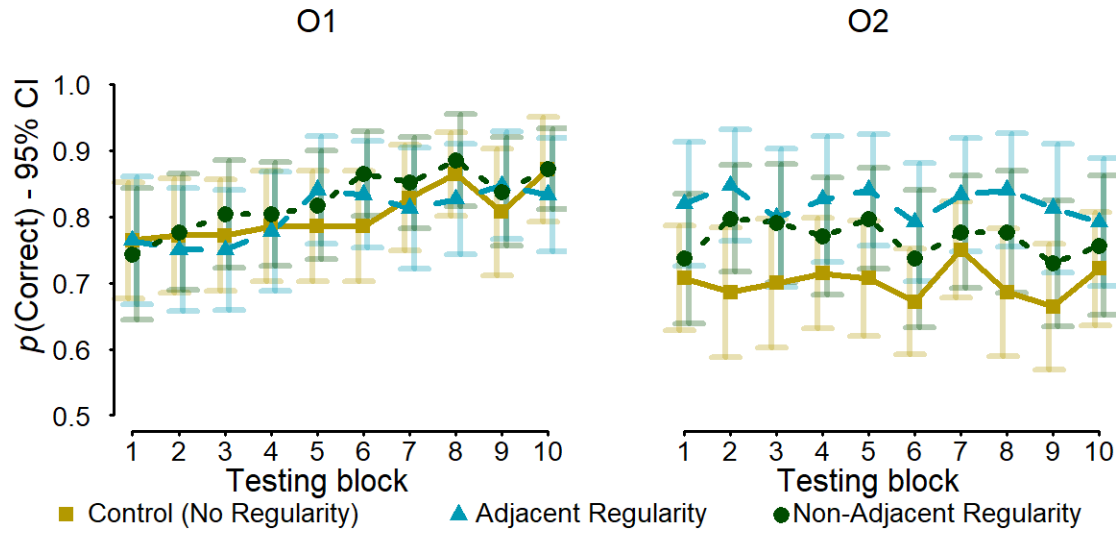 O1 O2
p(Correct) - 95% CI
1.0
0.9
0.8
0.7
0.6
0.5
1 2 3 4 5 6 7 8 9 10 1 2 3 4 5 6 7 8 9 10
Testing block Testing block
Control (No Regularity) Adjacent Regularity Non-Adjacent Regularity